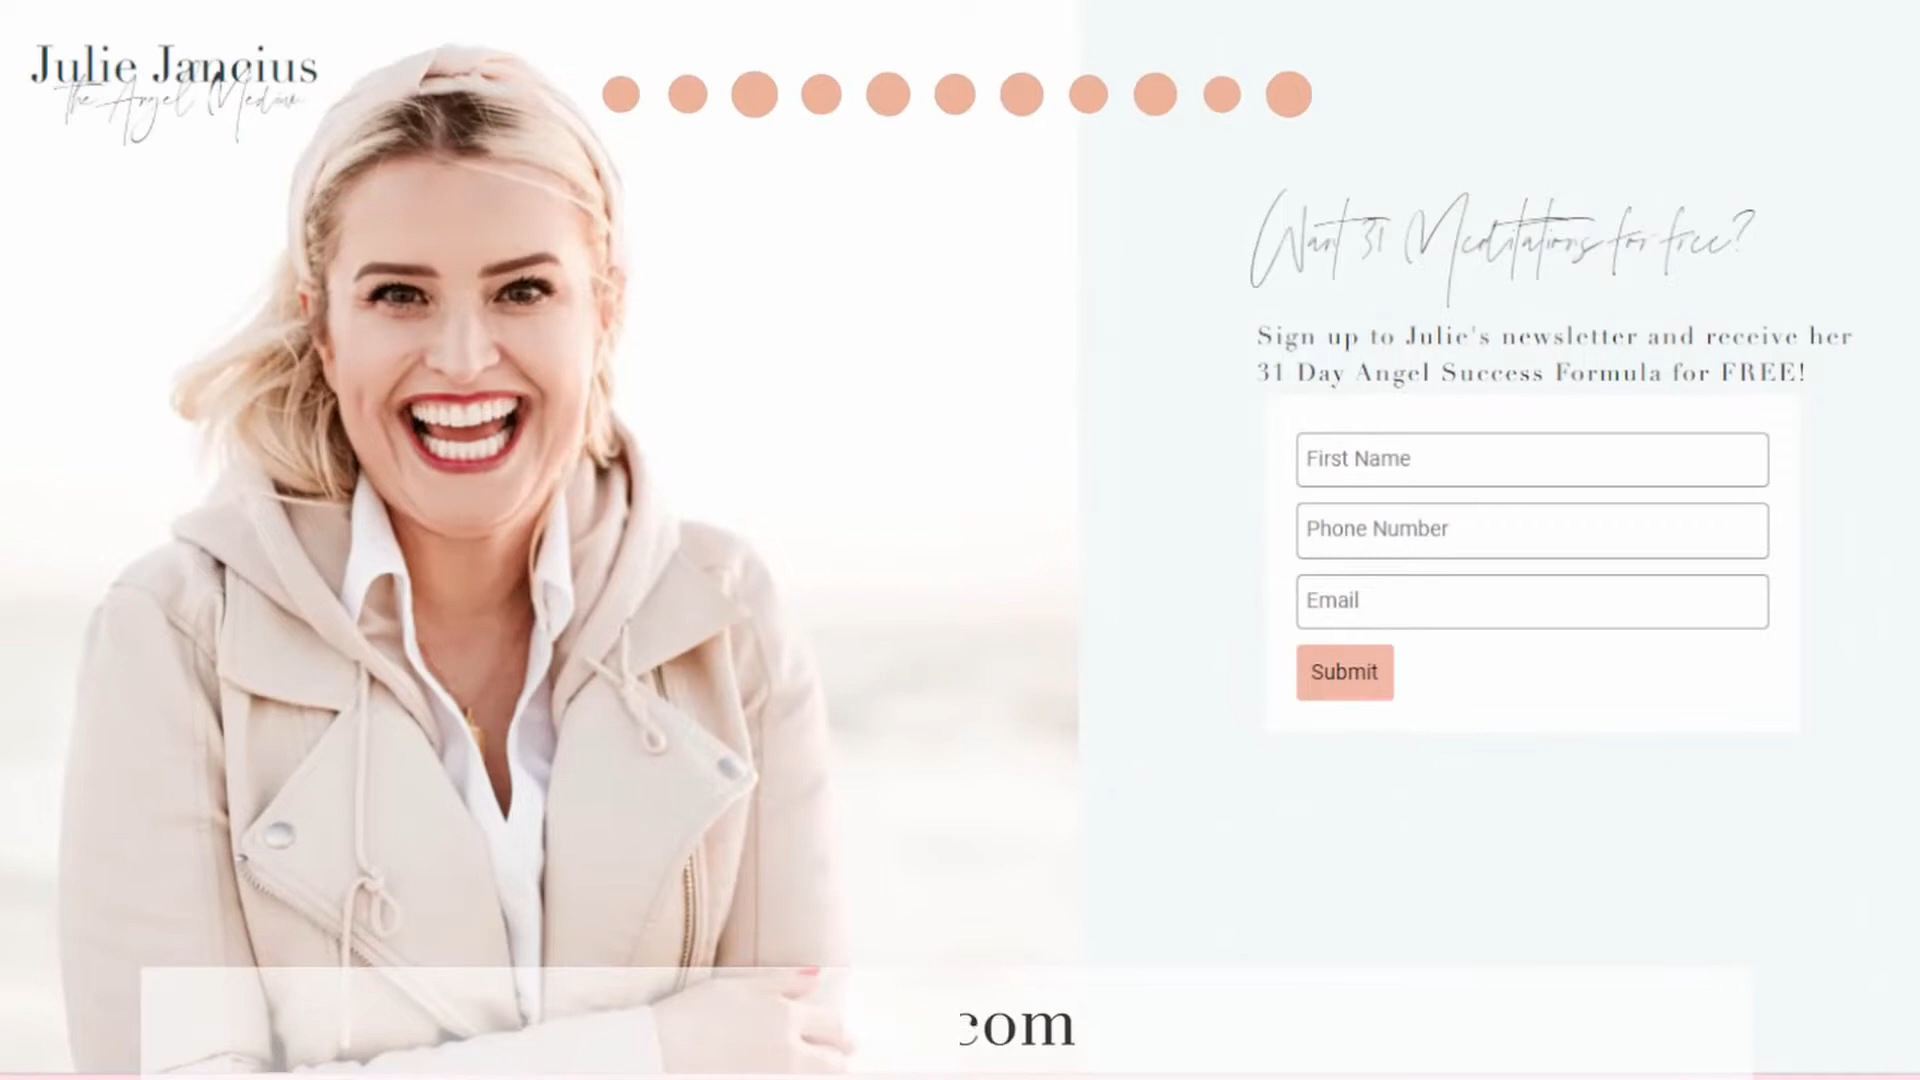 Julie Jancius
The Angel Medium
Want 31 Meditations for free?
Sign up to Julie's newsletter and receive her
31 Day Angel Success Formula for FREE!
First Name
Phone Number
Email
Submit
com